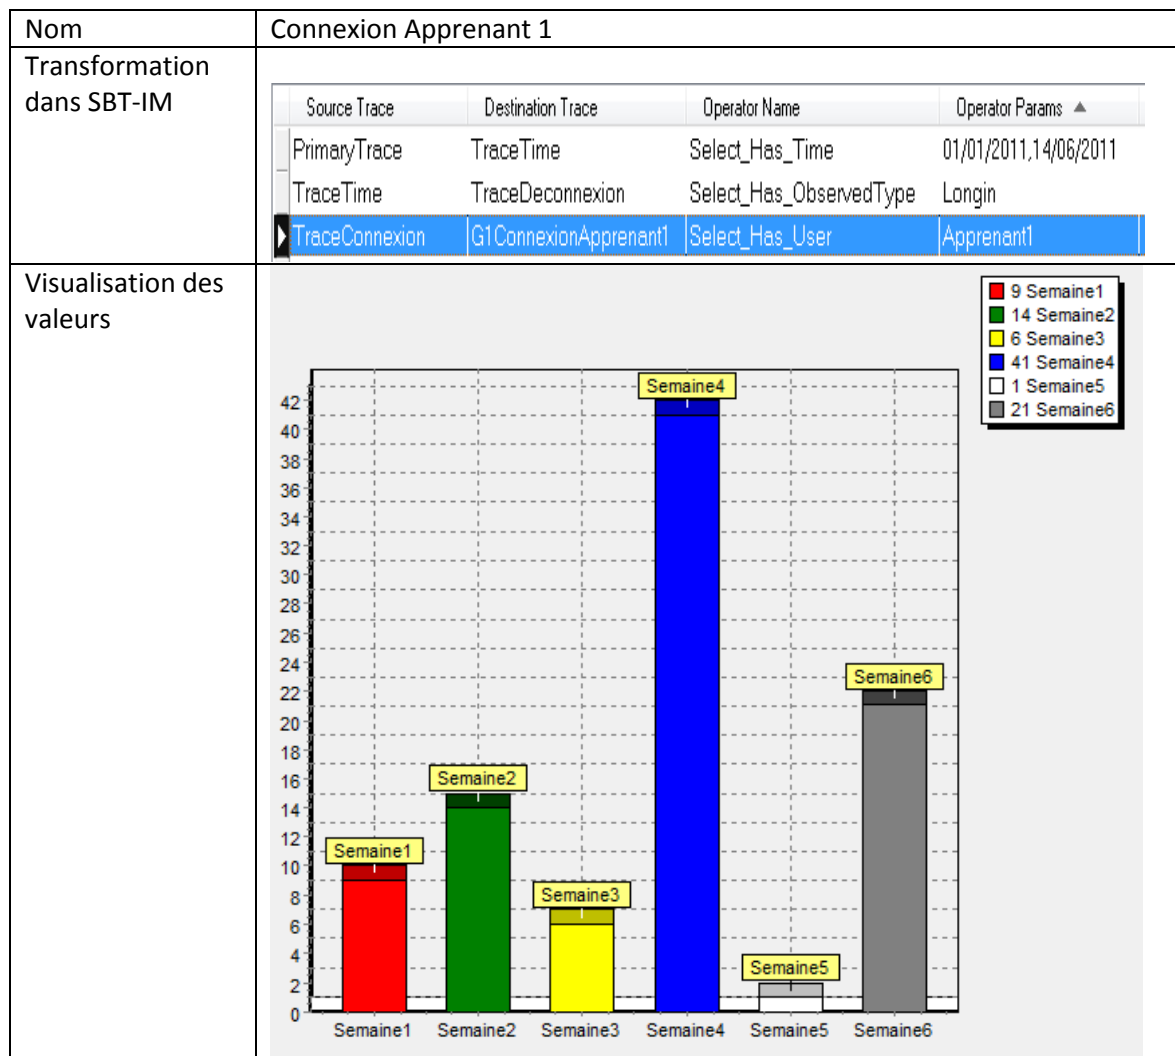 Nom Connexion Apprenant 1
Transformation
dans SBT-IM
Source Trace Destination Trace Operator Name Operator Params
PrimaryTrace TraceTime Select_Has_Time 01/01/2011,14/06/2011
TraceTime TraceDeconnexion Select_Has_ObservedType Longin
TraceConnexion G1ConnexionApprenant1 Select_Has_User Apprenant1
Visualisation des
valeurs
9 Semaine1
14 Semaine2
6 Semaine3
41 Semaine4
1 Semaine5
21 Semaine6
Semaine4
42
40
38
36
34
32
30
28
26
24
Semaine6
22
20
18
Semaine2
16
14
12
Semaine1
10
Semaine3
8
6
4
Semaine5
2
0
Semaine1 Semaine2 Semaine3 Semaine4 Semaine5 Semaine6